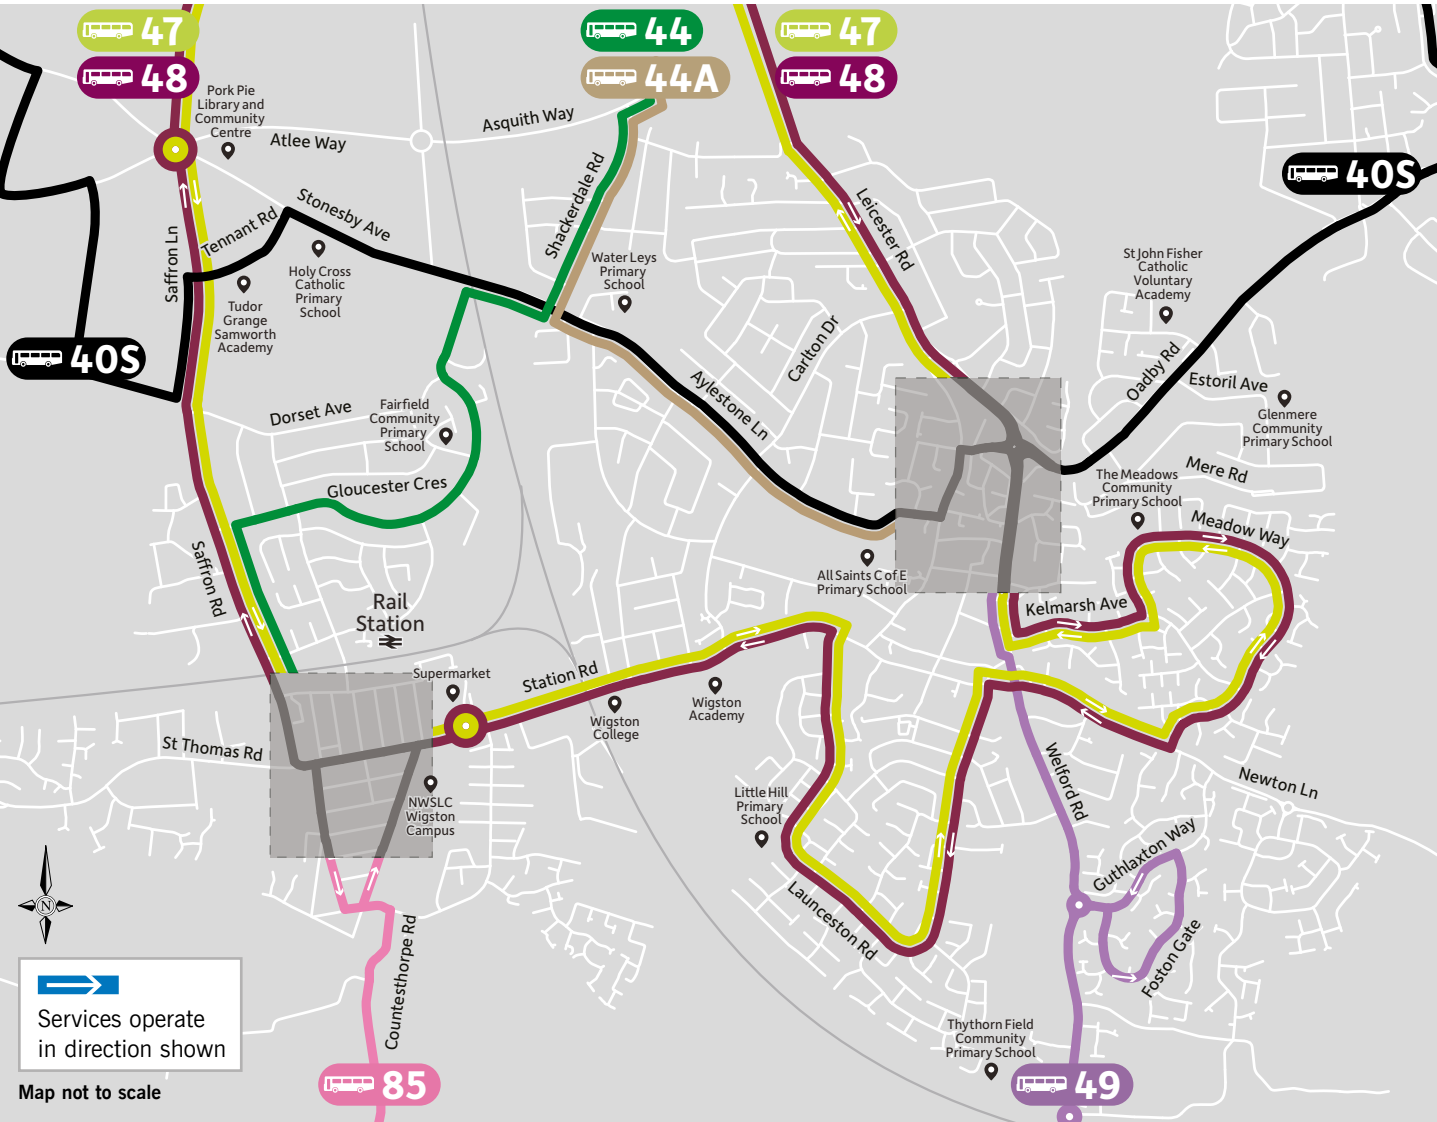 47
48
44
44A
47
48
Pork Pie
Library and
Community
Centre
Atlee Way
Asquith Way
Shackerdale Rd
Leicester Rd
40S
Saffron Ln
Tennant Rd
Stonesby Ave
Holy Cross
Catholic
Primary
School
Tudor
Grange
Samworth
Academy
Water Leys
Primary
School
St John Fisher
Catholic
Voluntary
Academy
40S
Carlton Dr
Aylestone Ln
Oadby Rd
Estoril Ave
Glenmere
Community
Primary School
Dorset Ave
Fairfield
Community
Primary
School
Gloucester Cres
Mere Rd
The Meadows
Community
Primary School
Meadow Way
Saffron Rd
Rail
Station
All Saints C of E
Primary School
Kelmarsh Ave
Supermarket
Station Rd
Wigston
College
Wigston
Academy
St Thomas Rd
NWSLC
Wigston
Campus
Little Hill
Primary
School
Welford Rd
Newton Ln
Guthlaxton Way
Launceston Rd
Foston Gate
N
Countesthorpe Rd
Services operate
in direction shown
Map not to scale
85
Thythorn Field
Community
Primary School
49